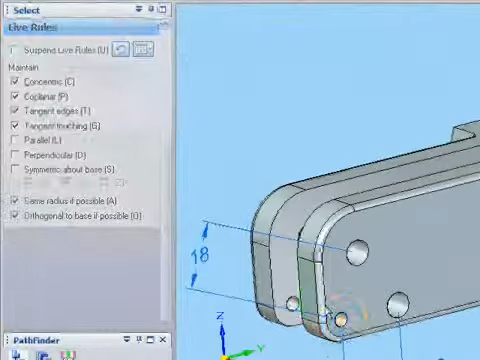 Select
Live Rules
Suspend Live Rules (U)
Maintain
Concentric (C)
Coplanar (P)
Tangent edges (T)
Tangent touching (G)
Parallel (L)
Perpendicular (D)
Symmetric about base (S)
Same radius if possible (A)
Orthogonal to base if possible (O)
18
Z
Y
Pathfinder